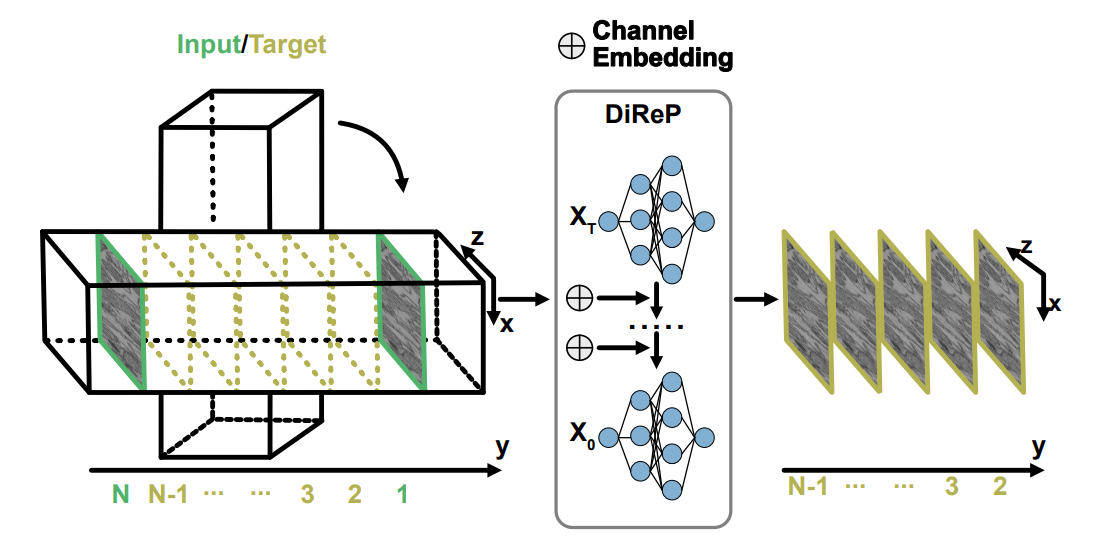 Input/Target
Channel
Embedding
DiReP
X_T
X_0
z
x
y
N N-1 ... ... 3 2 1
z
x
y
N-1 ... ... 3 2